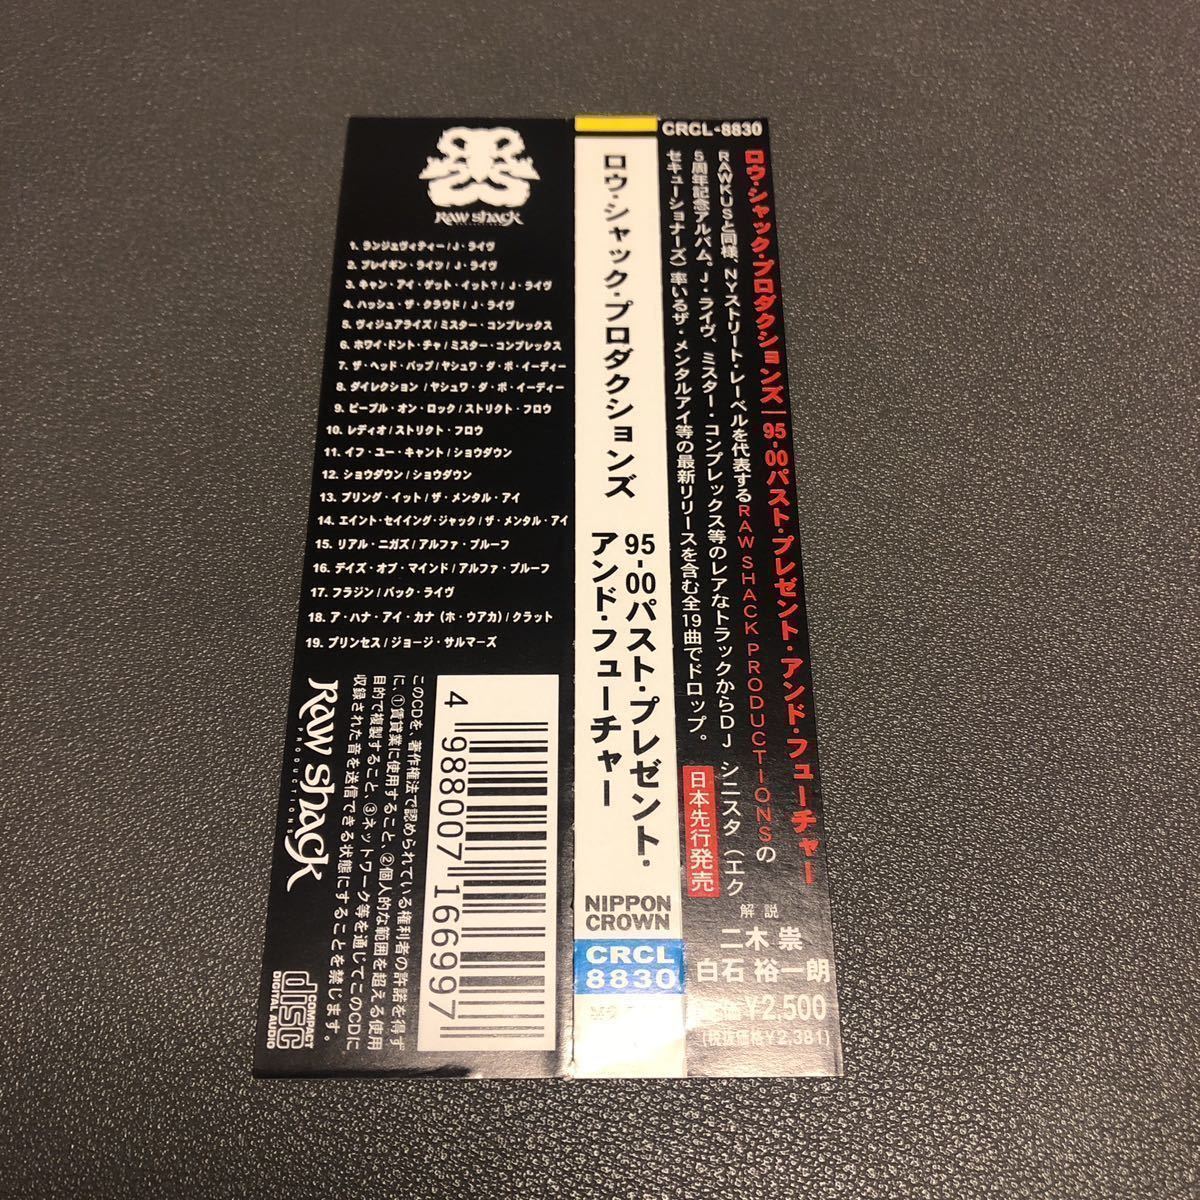 Raw Shack
1. ランジェヴィティー / J・ライヴ
2. プレイギン・ライツ / J・ライヴ
3. キャン・アイ・ゲット・イット? / J・ライヴ
4. ハッシュ・ザ・クラウド / J・ライヴ
5. ヴィジュアライズ / ミスター・コンプレックス
6. ホワイ・ドント・チャ / ミスター・コンプレックス
7. ザ・ヘッド・バップ / ヤシュワ・ダ・ポ・イーディー
8. ダイレクション / ヤシュワ・ダ・ポ・イーディー
9. ピープル・オン・ロック / ストリクト・フロウ
10. レディオ / ストリクト・フロウ
11. イフ・ユー・キャント / ショウダウン
12. ショウダウン / ショウダウン
13. ブリング・イット / ザ・メンタル・アイ
14. エイント・セイイング・ジャック / ザ・メンタル・アイ
15. リアル・ニガズ / アルファ・プルーフ
16. デイズ・オブ・マインド / アルファ・プルーフ
17. フラジン / バック・ライヴ
18. ア・ハナ・アイ・カナ (ホ・ウアカ) / クラット
19. プリンセス / ジョージ・サルマーズ
Raw Shack
PRODUCTIONS
このCDを、著作権法で認められている権利者の許諾を得ず
に、①賃貸業に使用すること、②個人的な範囲を超える使用
目的で複製すること、③ネットワーク等を通じてこのCDに
収録された音を送信できる状態にすることを禁じます。
4 988007 166997
COMPACT
disc
DIGITAL AUDIO
ロウ・シャック・プロダクションズ
95-00パスト・プレゼント・
アンド・フューチャー
NIPPON
CROWN
CRCL
8830
CRCL-8830
ロウ・シャック・プロダクションズ / 95-00パスト・プレゼント・アンド・フューチャー
RAWKUSと同様、NYストリート・レーベルを代表するRAW SHACK PRODUCTIONSの
5周年記念アルバム。J・ライヴ、ミスター・コンプレックス等のレアなトラックからDJ シニスタ(エク
セキューショナーズ)率いるザ・メンタルアイ等の最新リリースを含む全19曲でドロップ。
日本先行発売
解説
二木 崇
白石 裕一朗
¥2,500
(税抜価格¥2,381)